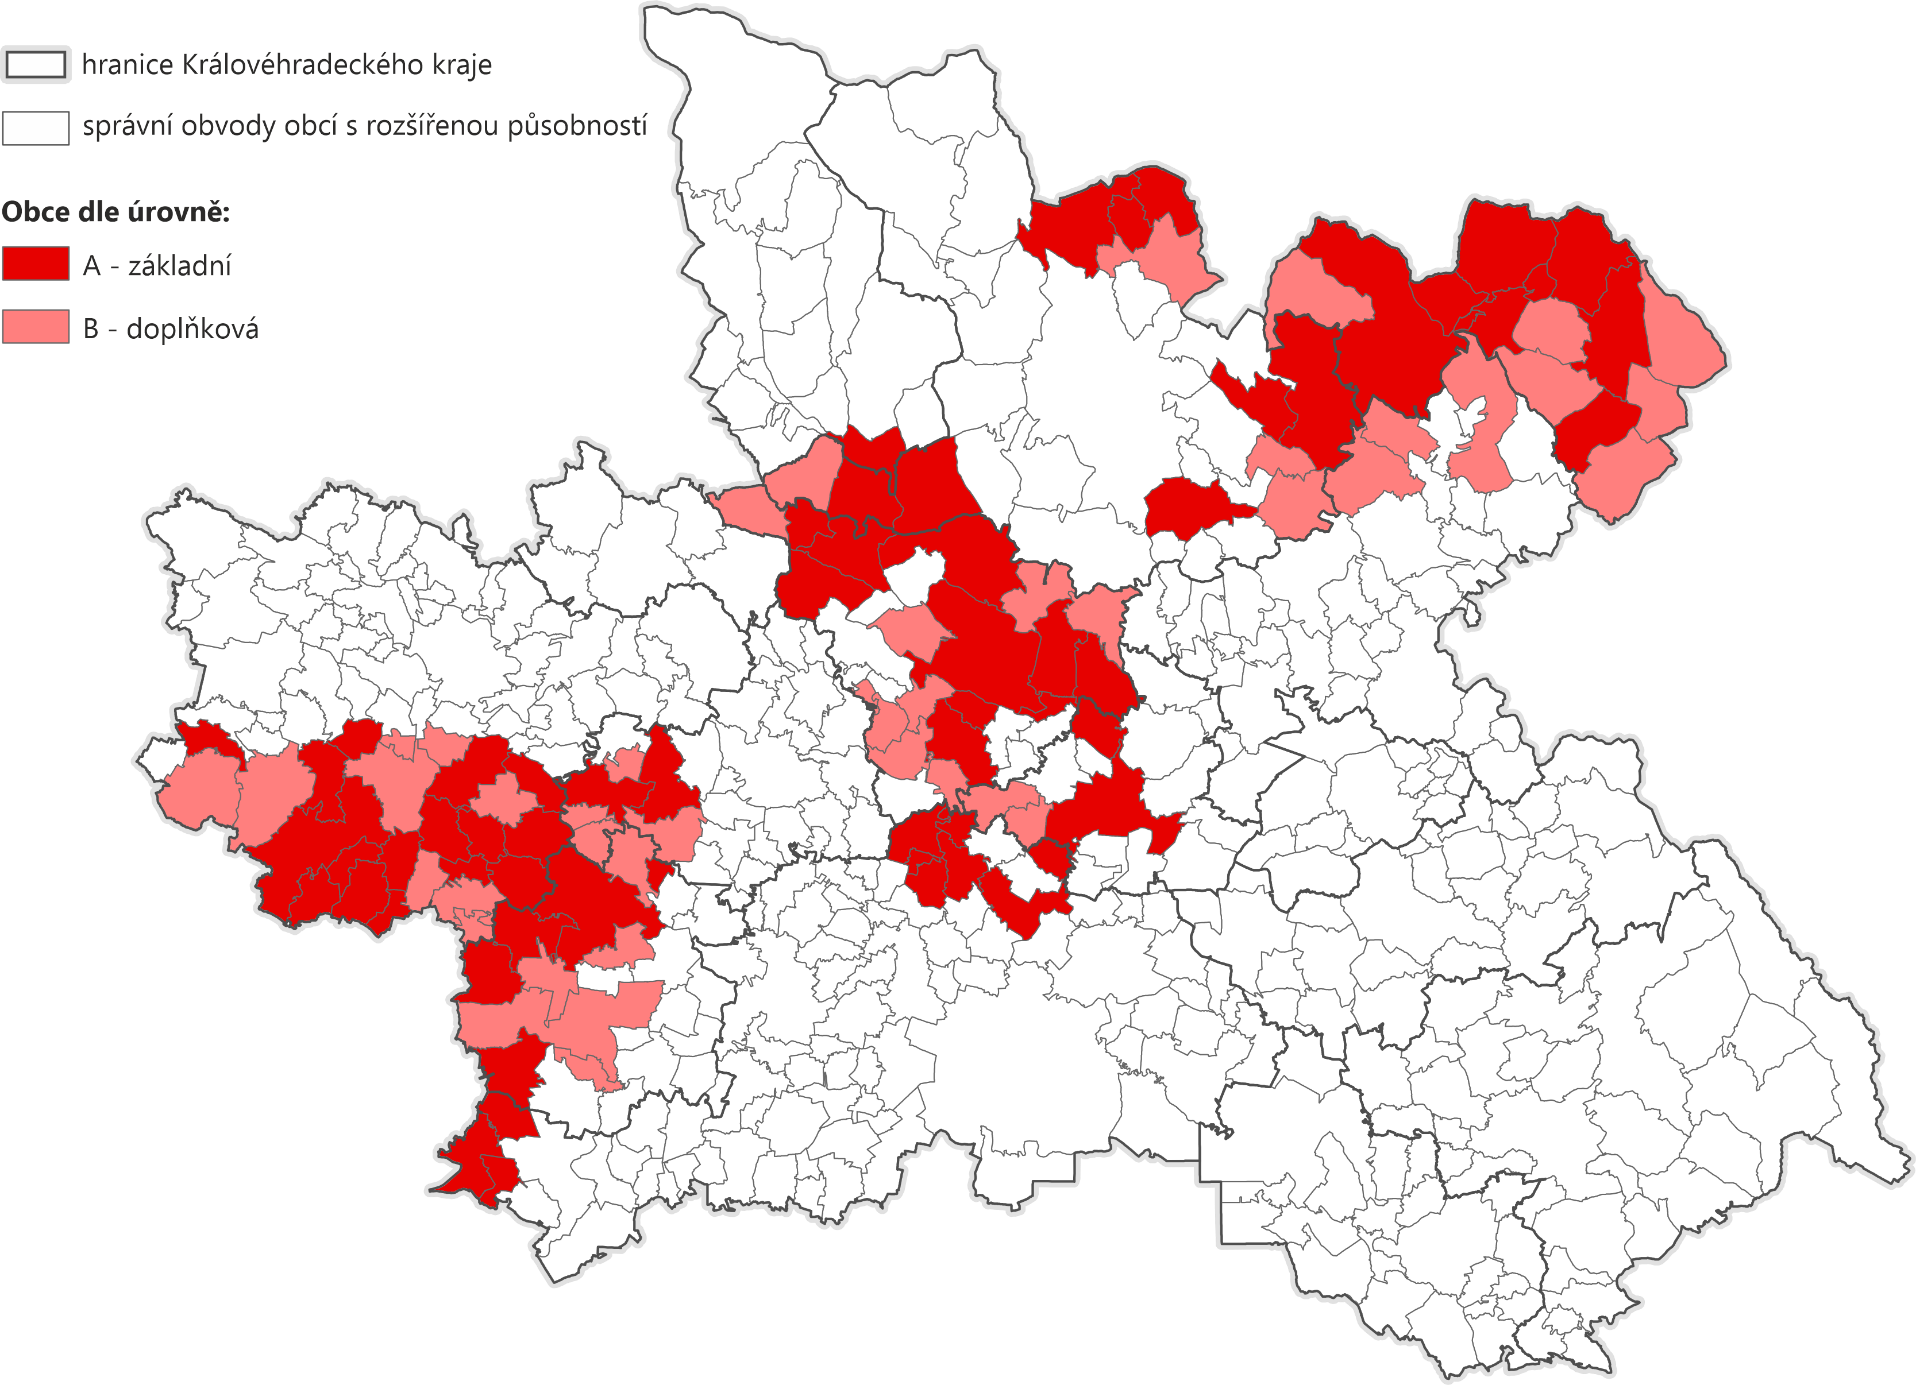 hranice Královéhradeckého kraje
správní obvody obcí s rozšířenou působností
Obce dle úrovně:
A - základní
B - doplňková